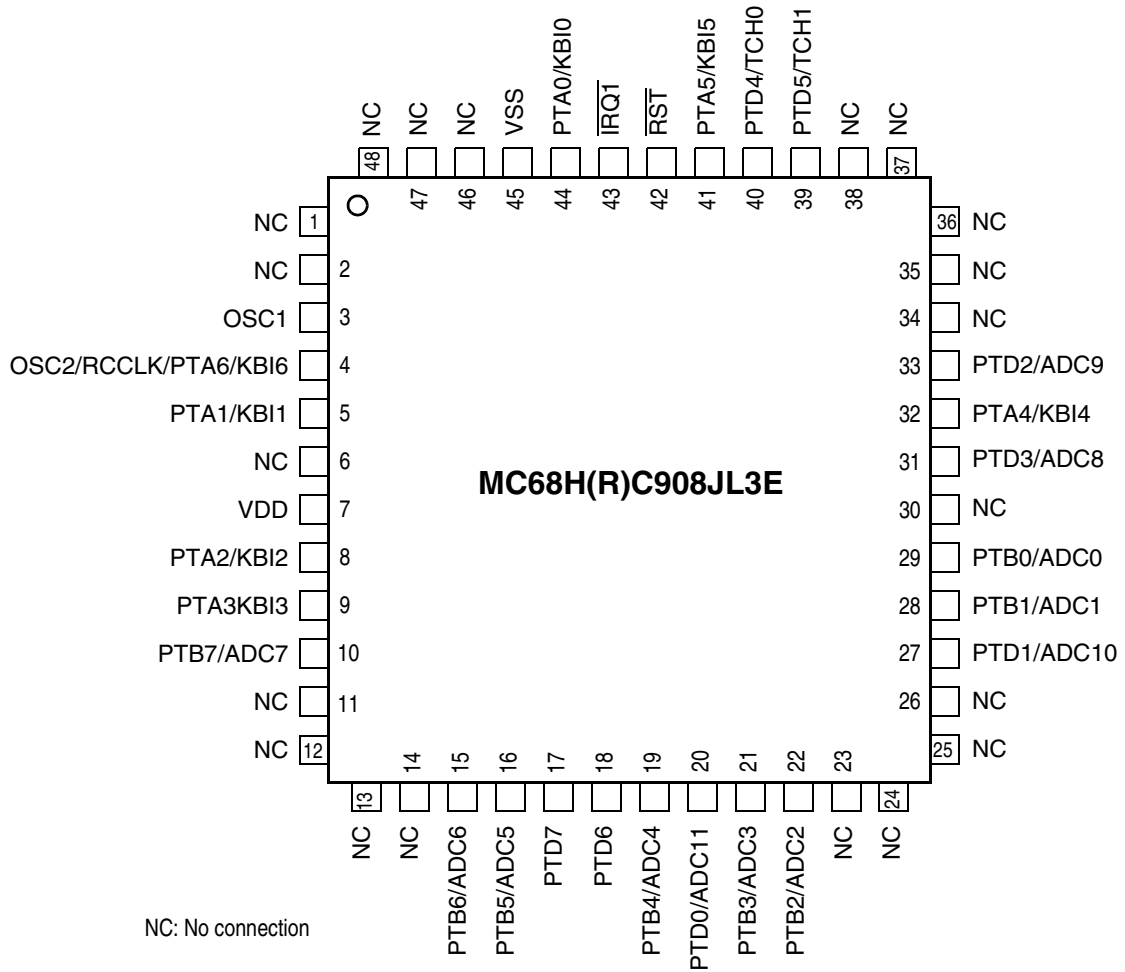 NC
NC
NC
VSS
PTA0/KBI0
IRQ1
RST
PTA5/KBI5
PTD4/TCH0
PTD5/TCH1
NC
NC
48
47
46
45
44
43
42
41
40
39
38
37
NC 1
NC 2
OSC1 3
OSC2/RCCLK/PTA6/KBI6 4
PTA1/KBI1 5
NC 6
VDD 7
PTA2/KBI2 8
PTA3KBI3 9
PTB7/ADC7 10
NC 11
NC 12
MC68H(R)C908JL3E
36 NC
35 NC
34 NC
33 PTD2/ADC9
32 PTA4/KBI4
31 PTD3/ADC8
30 NC
29 PTB0/ADC0
28 PTB1/ADC1
27 PTD1/ADC10
26 NC
25 NC
13
14
15
16
17
18
19
20
21
22
23
24
NC
NC
PTB6/ADC6
PTB5/ADC5
PTD7
PTD6
PTB4/ADC4
PTD0/ADC11
PTB3/ADC3
PTB2/ADC2
NC
NC
NC: No connection